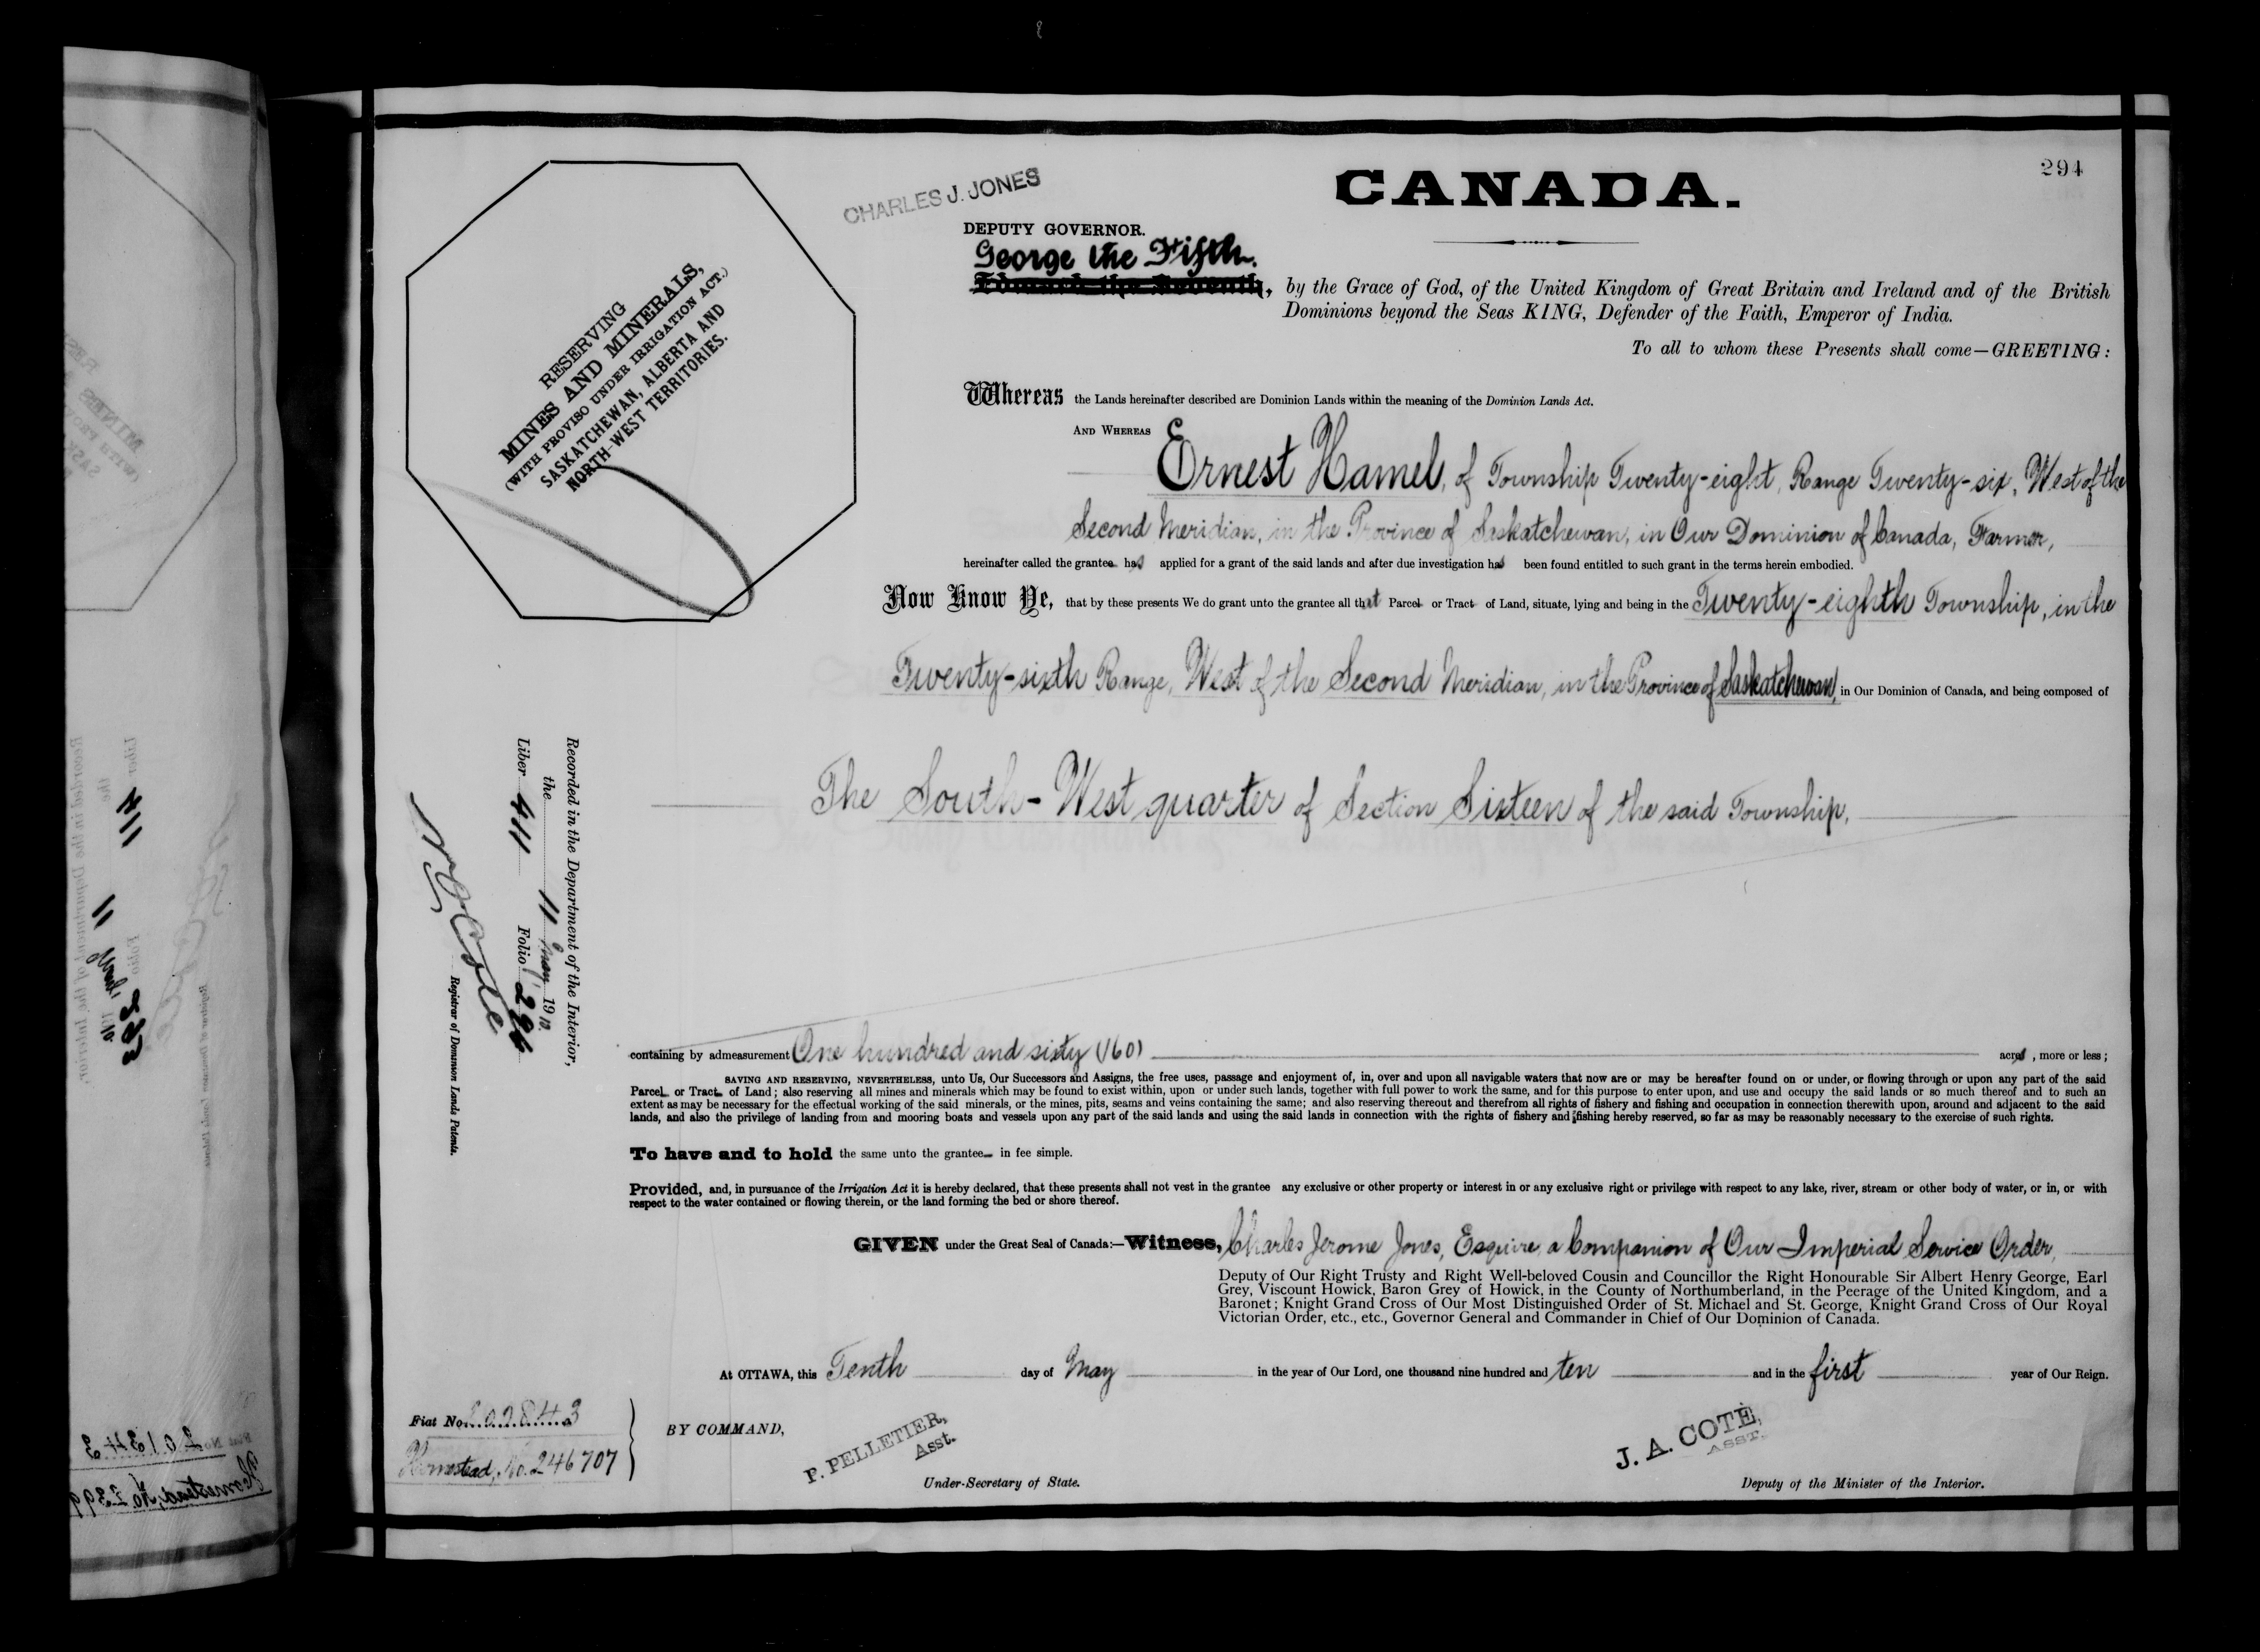 294
CANADA.
CHARLES J. JONES
DEPUTY GOVERNOR.
George the Fifth.
Edward the Seventh, by the Grace of God, of the United Kingdom of Great Britain and Ireland and of the British
Dominions beyond the Seas KING, Defender of the Faith, Emperor of India.
To all to whom these Presents shall come—GREETING:
RESERVING
MINES AND MINERALS,
(WITH PROVISO UNDER IRRIGATION ACT.)
SASKATCHEWAN, ALBERTA AND
NORTH-WEST TERRITORIES.
Whereas the Lands hereinafter described are Dominion Lands within the meaning of the Dominion Lands Act.
AND WHEREAS
Ernest Hamel, of Township Twenty-eight, Range Twenty-six, West of the
Second Meridian, in the Province of Saskatchewan, in Our Dominion of Canada, Farmer,
hereinafter called the grantee has applied for a grant of the said lands and after due investigation has been found entitled to such grant in the terms herein embodied.
Now Know Ye, that by these presents We do grant unto the grantee all that Parcel or Tract of Land, situate, lying and being in the Twenty-eighth Township, in the
Twenty-sixth Range, West of the Second Meridian, in the Province of Saskatchewan, in Our Dominion of Canada, and being composed of
The South-West quarter of Section Sixteen of the said Township,
Recorded in the Department of the Interior,
the 11 May 1910.
Liber 411 Folio 294
Registrar of Dominion Lands Patents.
containing by admeasurement One hundred and sixty (160) acres, more or less;
SAVING AND RESERVING, NEVERTHELESS, unto Us, Our Successors and Assigns, the free uses, passage and enjoyment of, in, over and upon all navigable waters that now are or may be hereafter found on or under, or flowing through or upon any part of the said
Parcel or Tract of Land; also reserving all mines and minerals which may be found to exist within, upon or under such lands, together with full power to work the same, and for this purpose to enter upon, and use and occupy the said lands or so much thereof and to such an
extent as may be necessary for the effectual working of the said minerals, or the mines, pits, seams and veins containing the same; and also reserving thereout and therefrom all rights of fishery and fishing and occupation in connection therewith upon, around and adjacent to the said
lands, and also the privilege of landing from and mooring boats and vessels upon any part of the said lands and using the said lands in connection with the rights of fishery and fishing hereby reserved, so far as may be reasonably necessary to the exercise of such rights.
To have and to hold the same unto the grantee in fee simple.
Provided, and, in pursuance of the Irrigation Act it is hereby declared, that these presents shall not vest in the grantee any exclusive or other property or interest in or any exclusive right or privilege with respect to any lake, river, stream or other body of water, or in, or with
respect to the water contained or flowing therein, or the land forming the bed or shore thereof.
GIVEN under the Great Seal of Canada:—Witness, Charles Jerome Jones, Esquire, a Companion of Our Imperial Service Order,
Deputy of Our Right Trusty and Right Well-beloved Cousin and Councillor the Right Honourable Sir Albert Henry George, Earl
Grey, Viscount Howick, Baron Grey of Howick, in the County of Northumberland, in the Peerage of the United Kingdom, and a
Baronet; Knight Grand Cross of Our Most Distinguished Order of St. Michael and St. George, Knight Grand Cross of Our Royal
Victorian Order, etc., etc., Governor General and Commander in Chief of Our Dominion of Canada.
At OTTAWA, this Tenth day of May in the year of Our Lord, one thousand nine hundred and ten and in the first year of Our Reign.
Fiat No.
Homestead, No. 246707
BY COMMAND,
P. PELLETIER,
Asst.
Under-Secretary of State.
J. A. COTÉ,
ASST.
Deputy of the Minister of the Interior.